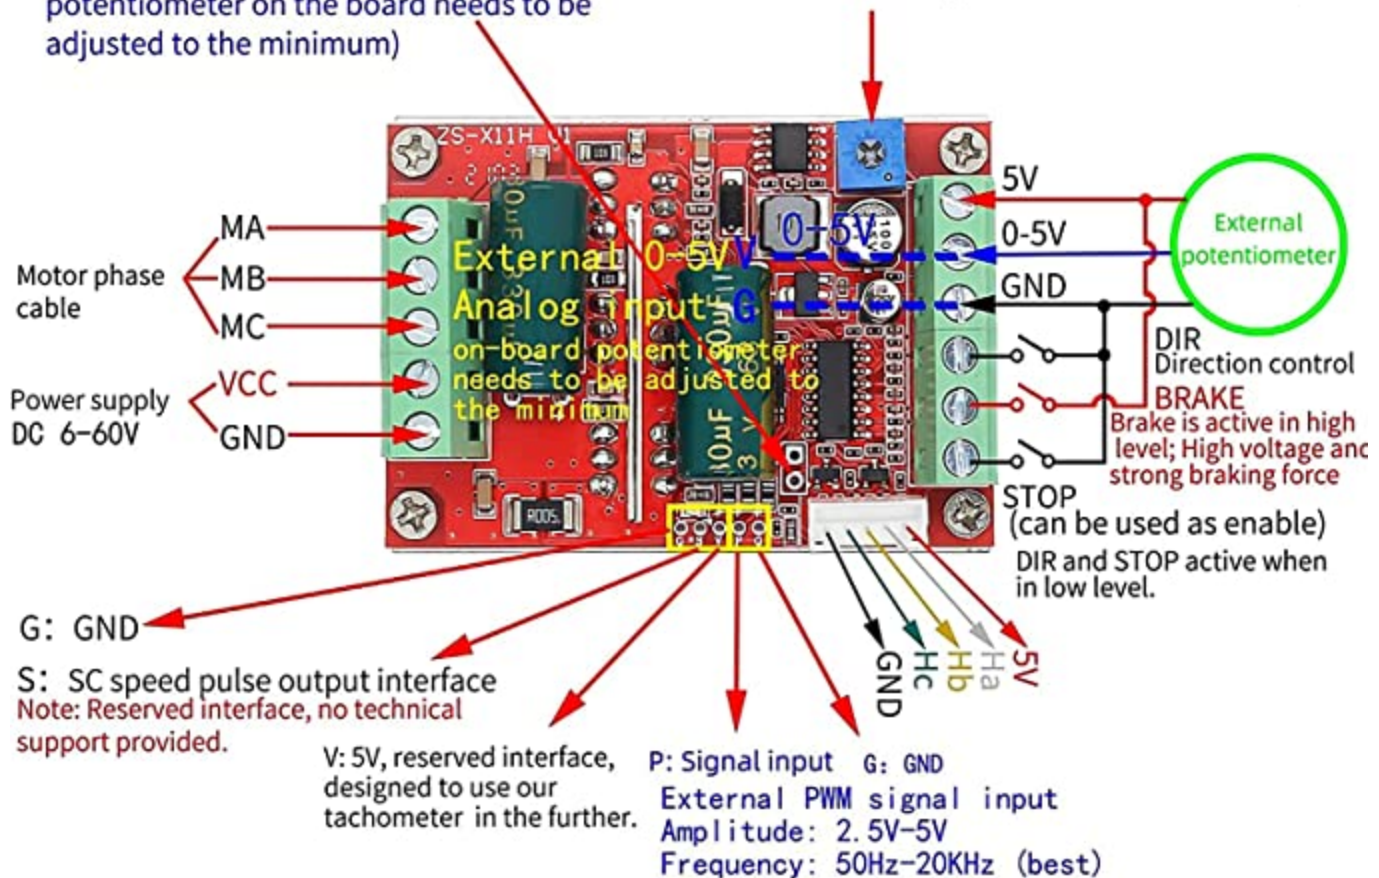 potentiometer on the board needs to be
adjusted to the minimum)
ZS-X11H V1
MA
MB
MC
Motor phase
cable
VCC
GND
Power supply
DC 6-60V
External 0-5V
Analog input
on-board potentiometer
needs to be adjusted to
the minimum
V
0-5V
G
R005
5V
0-5V
GND
External
potentiometer
DIR
Direction control
BRAKE
Brake is active in high
level; High voltage and
strong braking force
STOP
(can be used as enable)
DIR and STOP active when
in low level.
GND
Hc
Hb
Ha
5V
G: GND
S: SC speed pulse output interface
Note: Reserved interface, no technical
support provided.
V: 5V, reserved interface,
designed to use our
tachometer in the further.
P: Signal input
G: GND
External PWM signal input
Amplitude: 2.5V-5V
Frequency: 50Hz-20KHz (best)